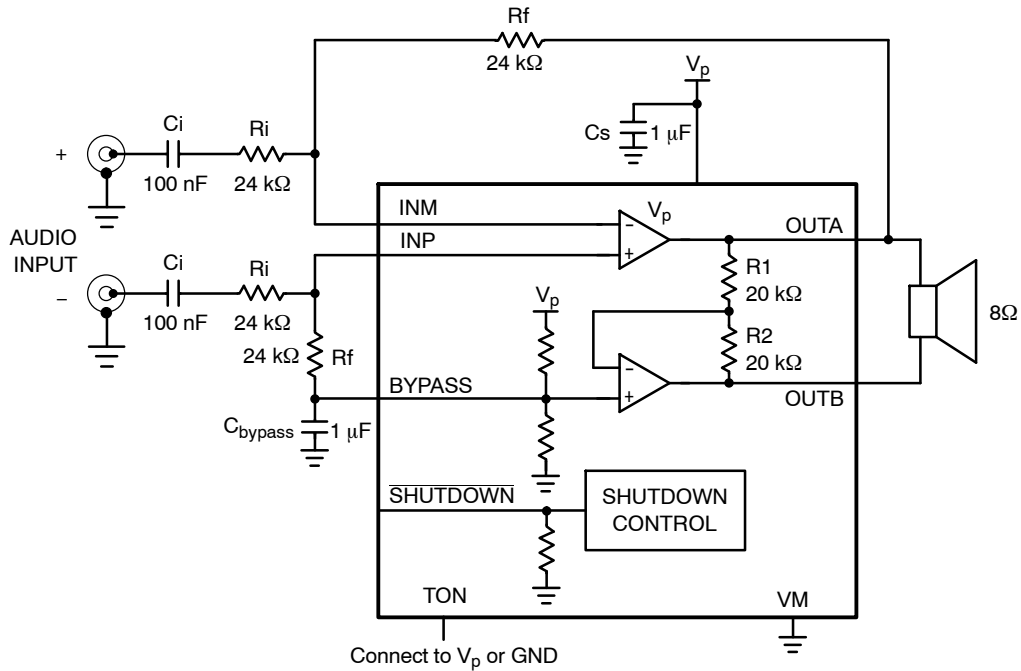 Rf
24 kΩ
Vp
Cs
1 μF
Ci
Ri
+
100 nF
24 kΩ
INM
Vp
OUTA
−
AUDIO
INPUT
INP
+
R1
20 kΩ
Ci
Ri
−
Vp
8Ω
100 nF
24 kΩ
R2
20 kΩ
24 kΩ
Rf
−
BYPASS
+
OUTB
Cbypass
1 μF
SHUTDOWN
SHUTDOWN
CONTROL
TON
VM
Connect to Vp or GND